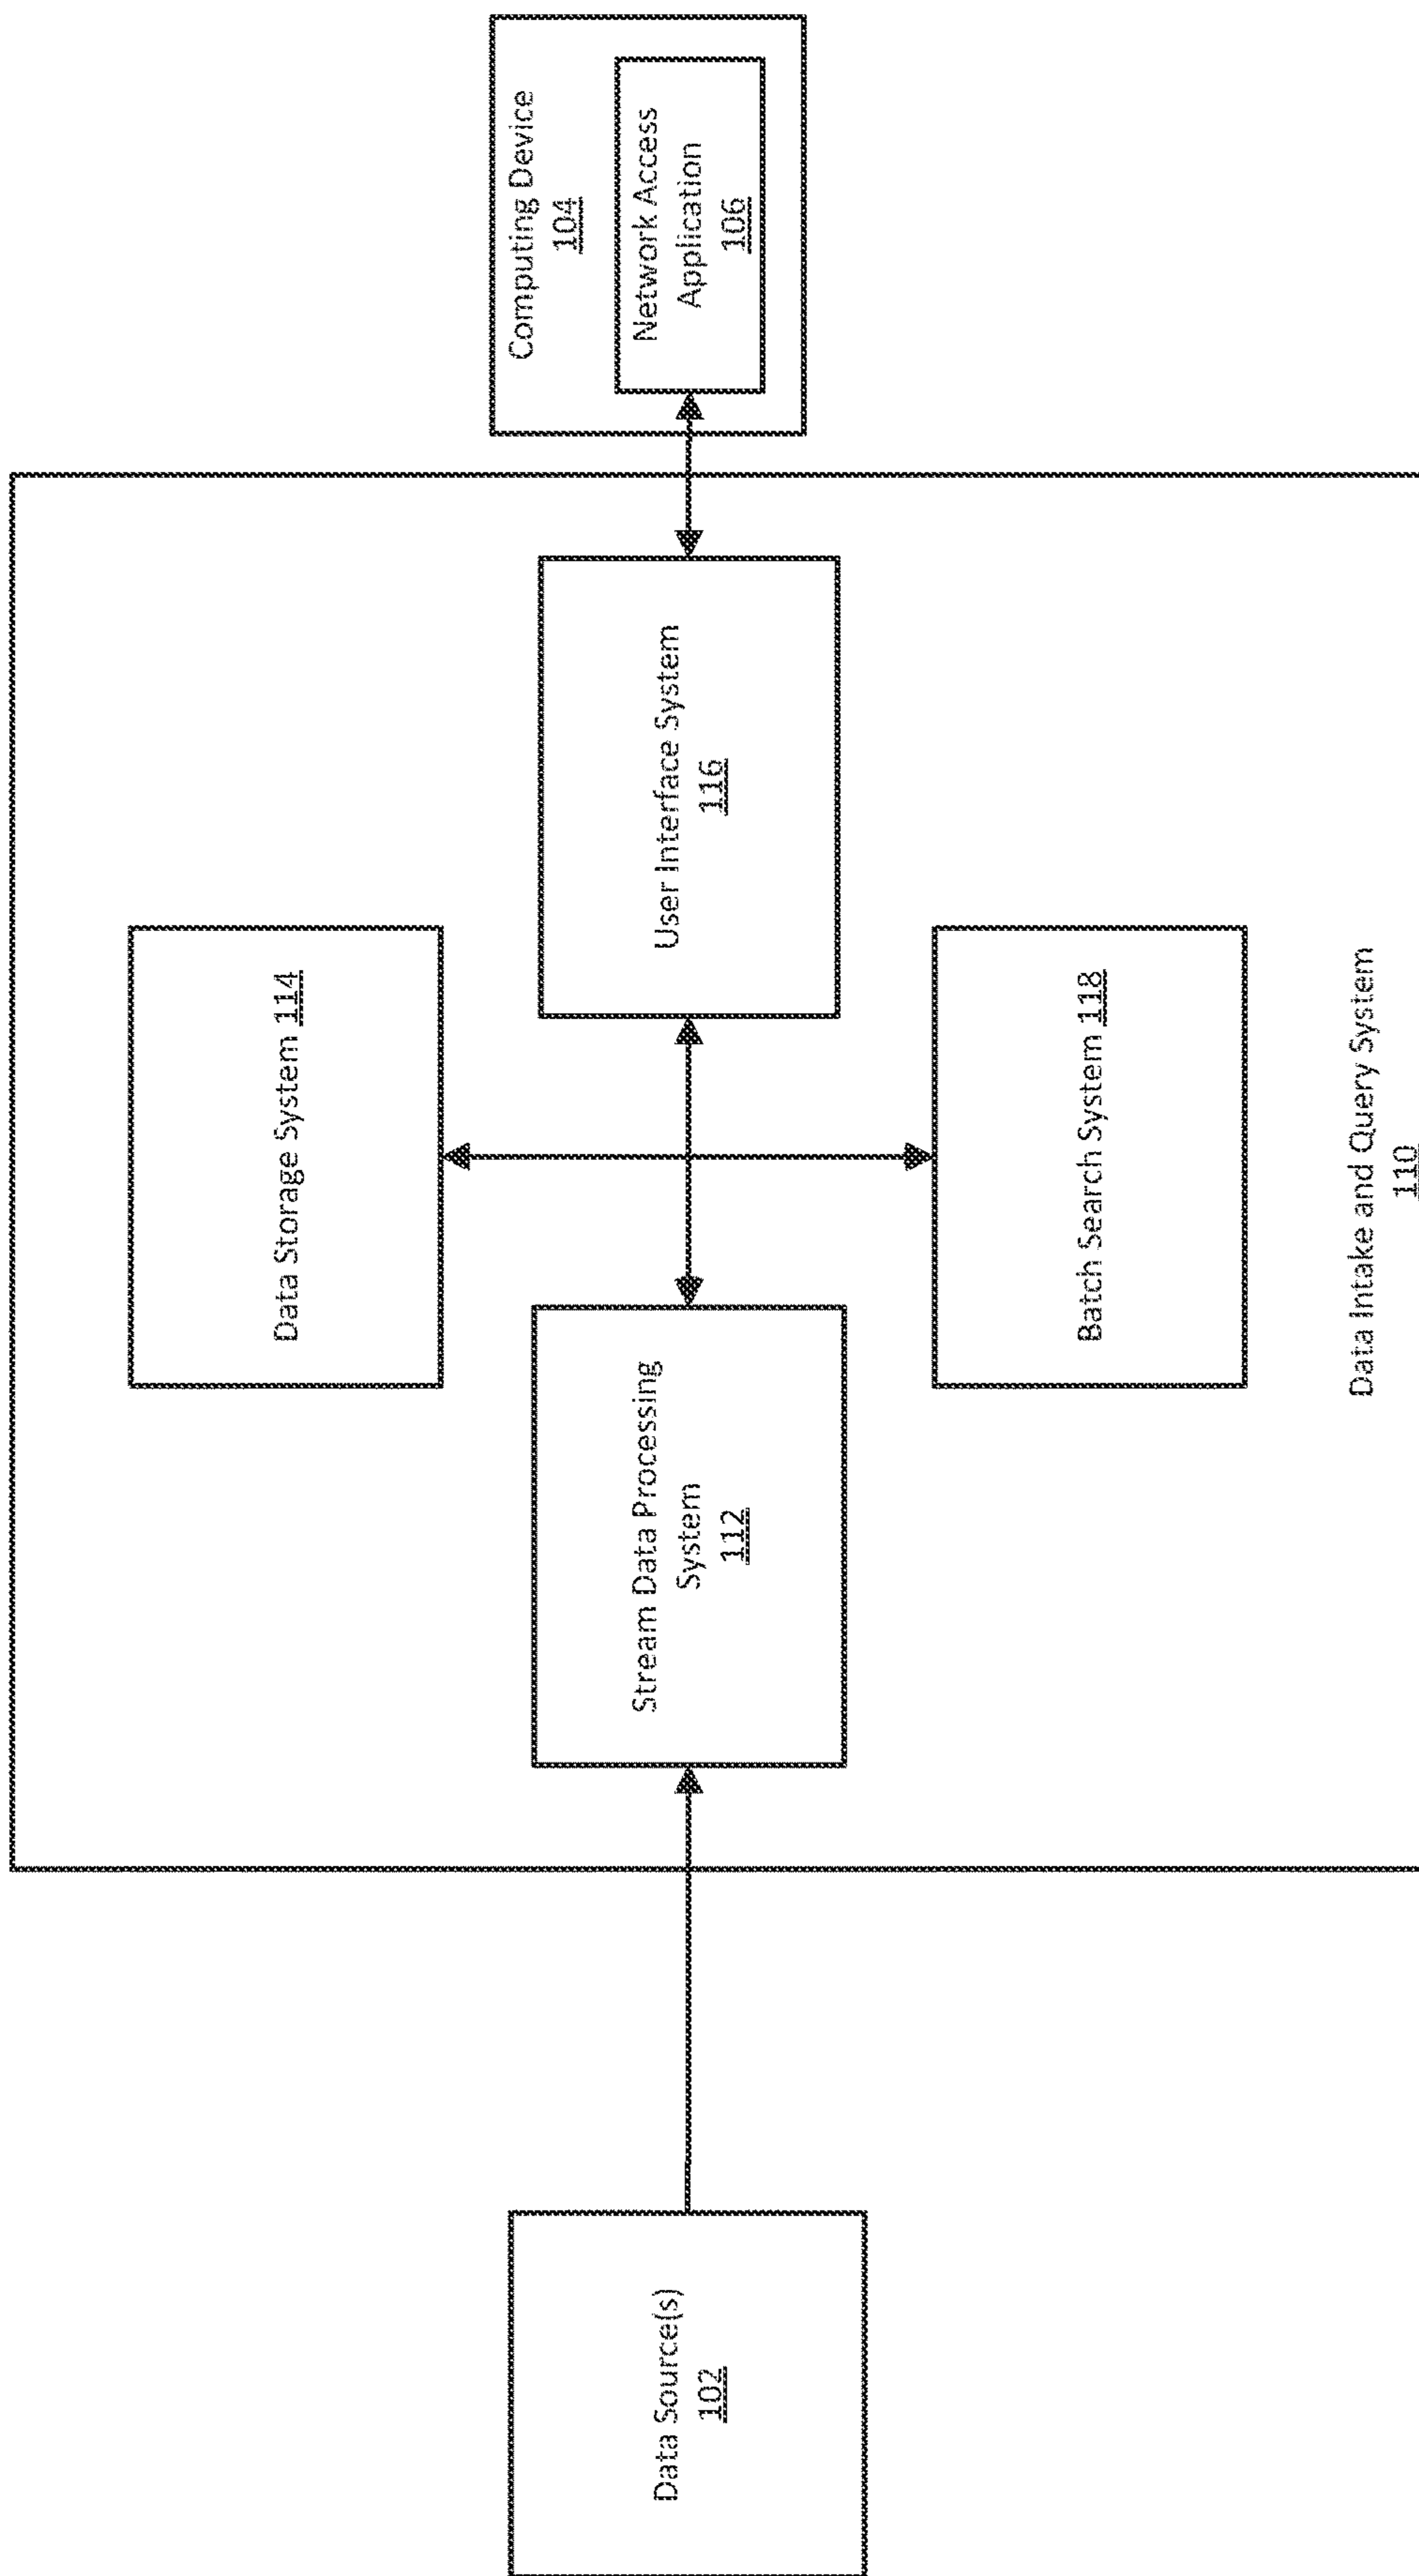 Data Source(s)
102
Stream Data Processing
System
112
Data Storage System 114
Batch Search System 118
User Interface System
116
Computing Device
104
Network Access
Application
106
Data Intake and Query System
110